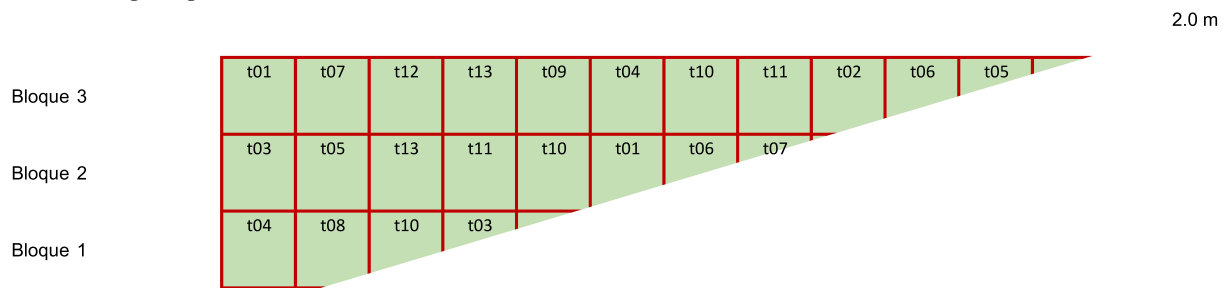 2.0 m
t01 t07 t12 t13 t09 t04 t10 t11 t02 t06 t05
Bloque 3
t03 t05 t13 t11 t10 t01 t06 t07
Bloque 2
t04 t08 t10 t03
Bloque 1